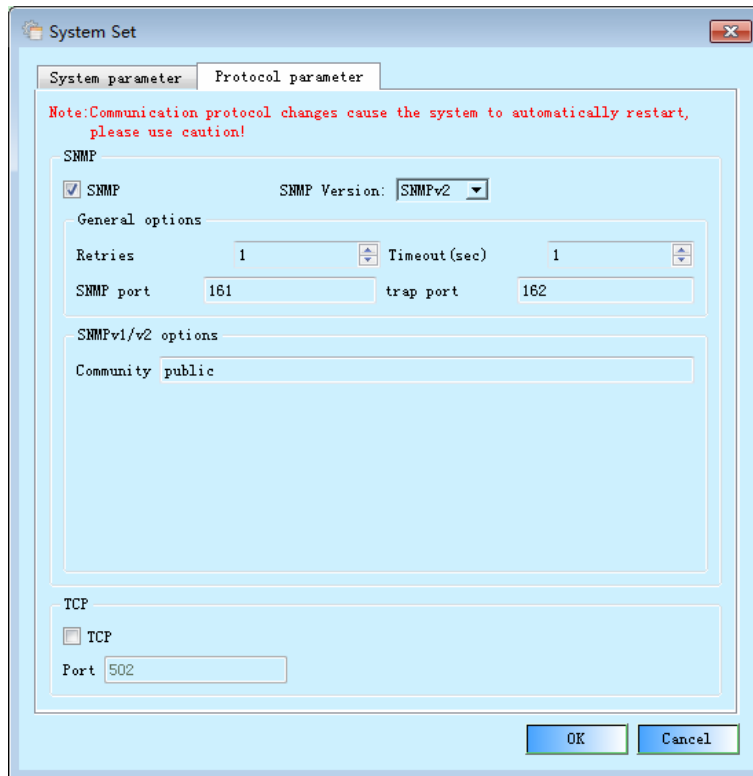 System Set
System parameter Protocol parameter
Note:Communication protocol changes cause the system to automatically restart,
please use caution!
SNMP
SNMP SNMP Version: SNMPv2
General options
Retries 1 Timeout(sec) 1
SNMP port 161 trap port 162
SNMPv1/v2 options
Community public
TCP
TCP
Port 502
OK Cancel